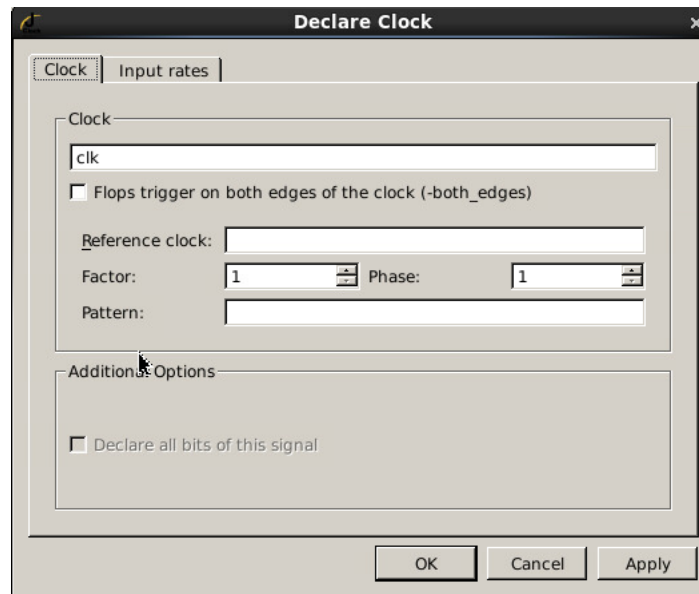 Declare Clock
Clock
Input rates
Clock
clk
Flops trigger on both edges of the clock (-both_edges)
Reference clock:
Factor: 1 Phase: 1
Pattern:
Additional Options
Declare all bits of this signal
OK Cancel Apply